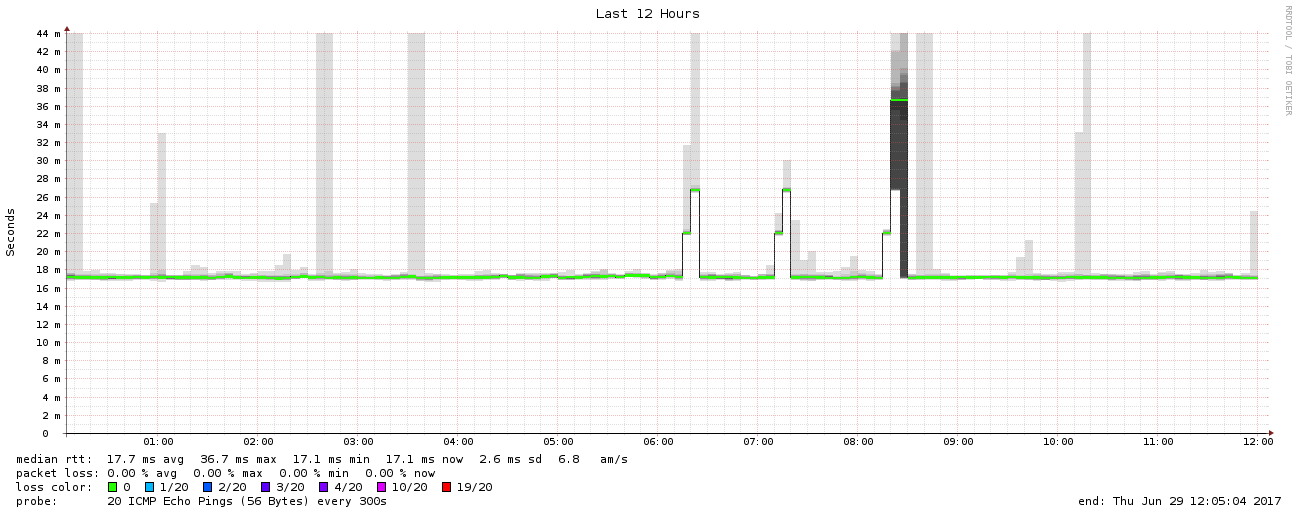 Last 12 Hours
RRDTOOL / TOBI OETIKER
Seconds
44 m
42 m
40 m
38 m
36 m
34 m
32 m
30 m
28 m
26 m
24 m
22 m
20 m
18 m
16 m
14 m
12 m
10 m
8 m
6 m
4 m
2 m
0
01:00 02:00 03:00 04:00 05:00 06:00 07:00 08:00 09:00 10:00 11:00 12:00
median rtt: 17.7 ms avg 36.7 ms max 17.1 ms min 17.1 ms now 2.6 ms sd 6.8 am/s
packet loss: 0.00 % avg 0.00 % max 0.00 % min 0.00 % now
loss color: 0 1/20 2/20 3/20 4/20 10/20 19/20
probe: 20 ICMP Echo Pings (56 Bytes) every 300s end: Thu Jun 29 12:05:04 2017